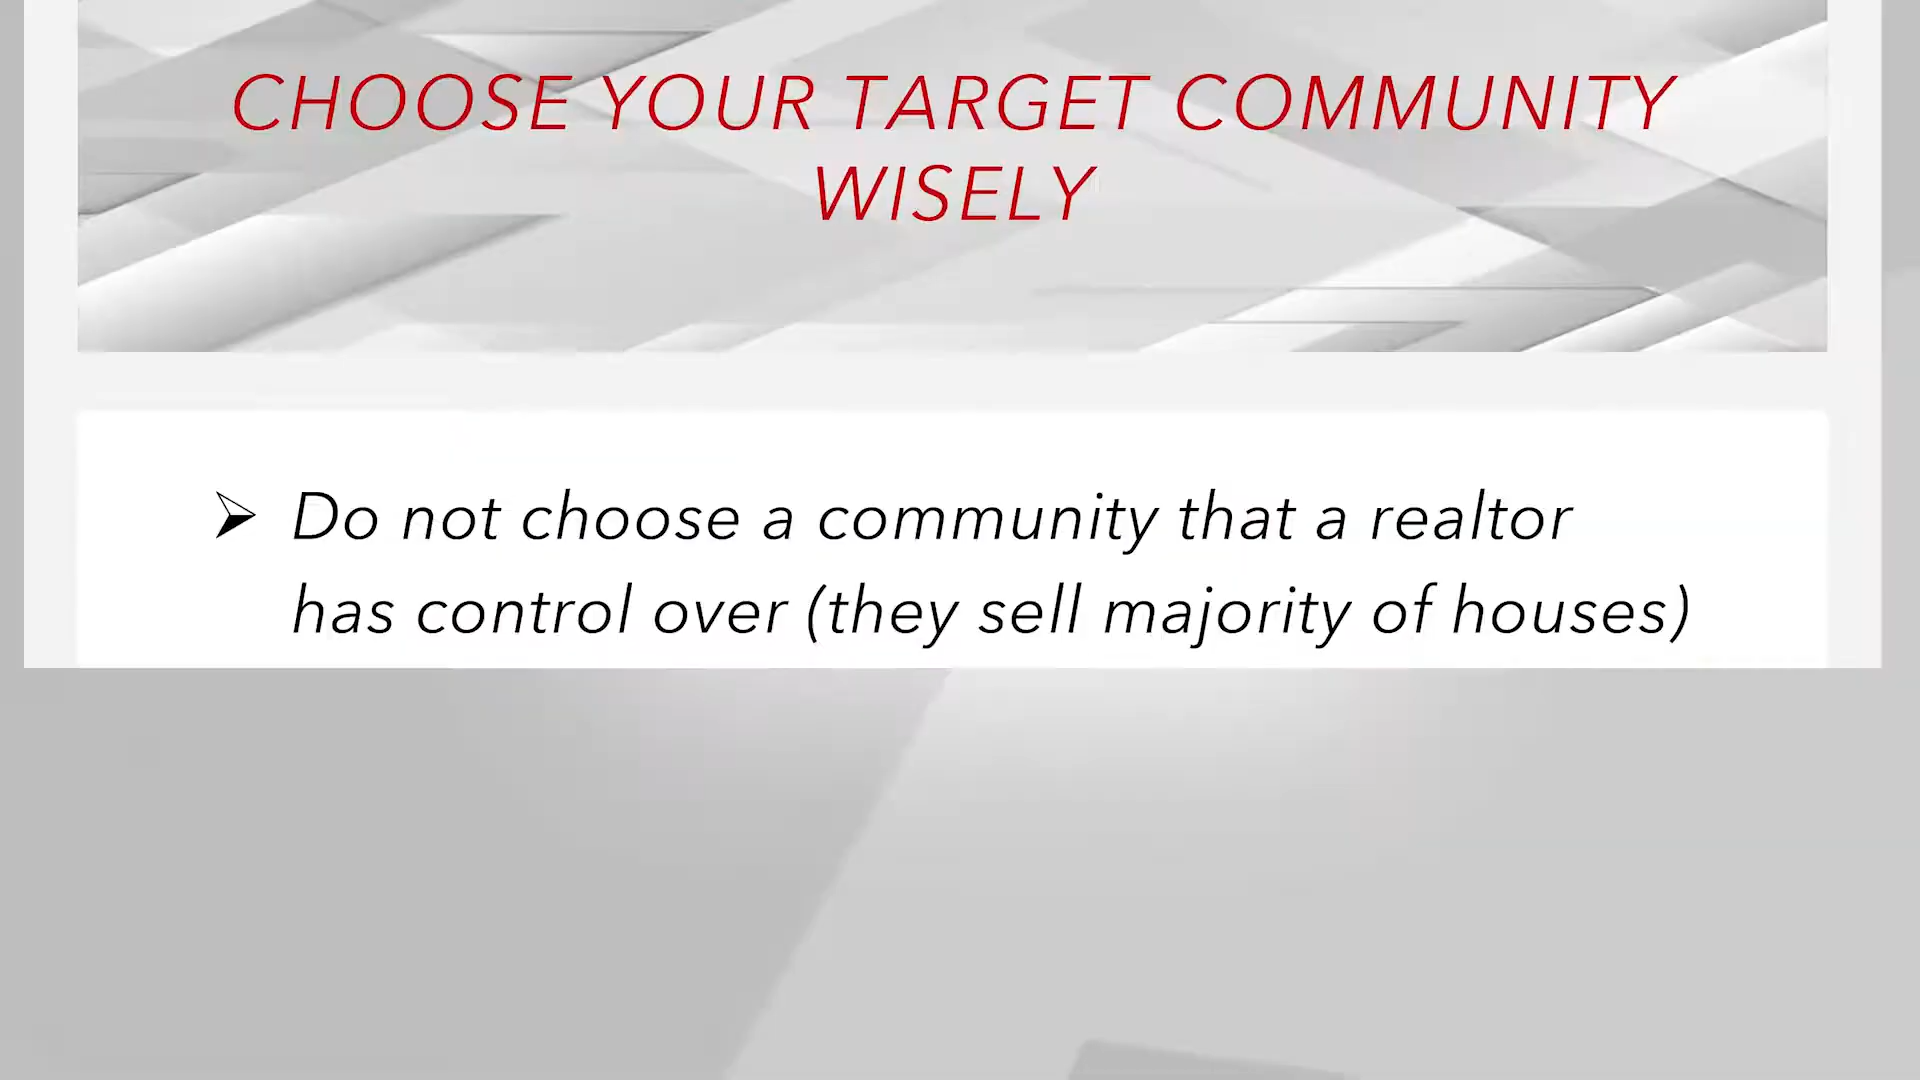 CHOOSE YOUR TARGET COMMUNITY
WISELY
➢ Do not choose a community that a realtor
has control over (they sell majority of houses)